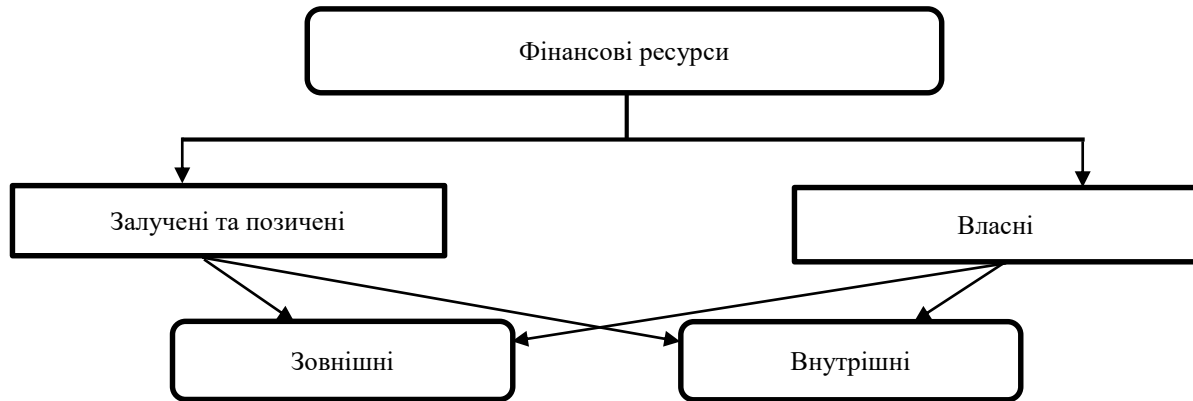 Фінансові ресурси
Залучені та позичені
Власні
Зовнішні
Внутрішні